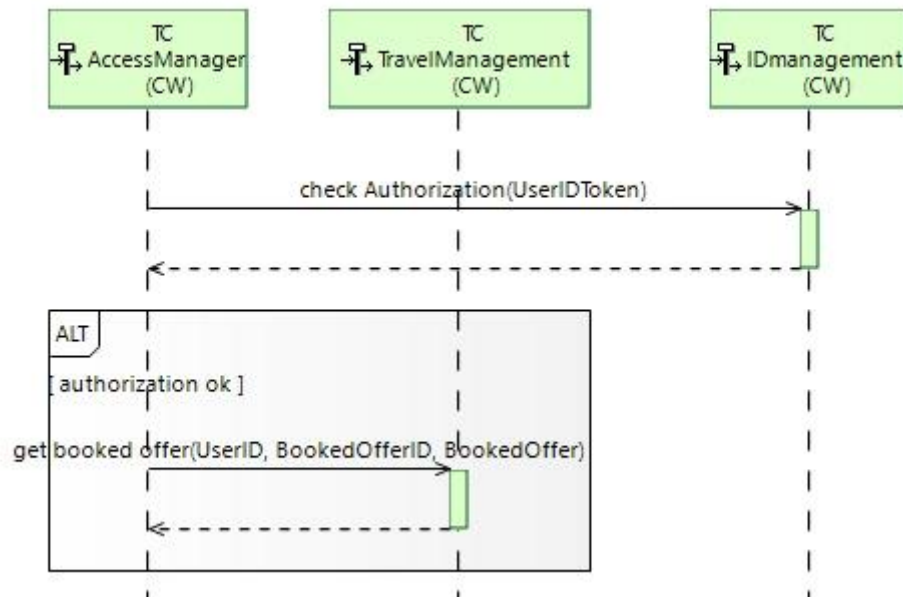 TC
AccessManager
(CW)
TC
TravelManagement
(CW)
TC
IDmanagement
(CW)
check Authorization(UserIDToken)
ALT
[ authorization ok ]
get booked offer(UserID, BookedOfferID, BookedOffer)